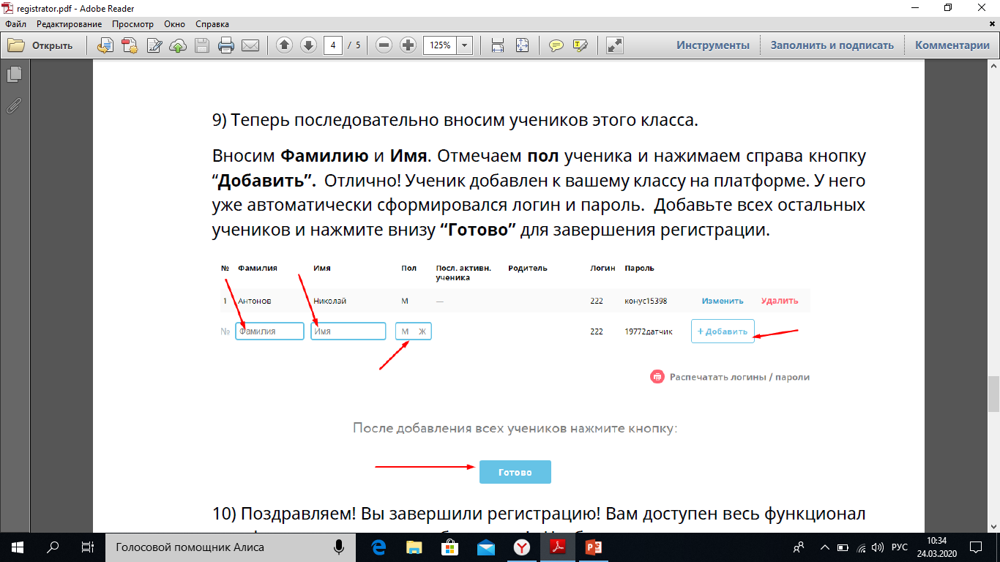 registrator.pdf - Adobe Reader
Файл Редактирование Просмотр Окно Справка
Открыть 4 / 5 125% Инструменты Заполнить и подписать Комментарии
9) Теперь последовательно вносим учеников этого класса.
Вносим Фамилию и Имя. Отмечаем пол ученика и нажимаем справа кнопку
“Добавить”. Отлично! Ученик добавлен к вашему классу на платформе. У него
уже автоматически сформировался логин и пароль. Добавьте всех остальных
учеников и нажмите внизу “Готово” для завершения регистрации.
№ Фамилия Имя Пол Посл. активн. Родитель Логин Пароль
ученика
1 Антонов Николай М — 222 конус15398 Изменить Удалить
№ Фамилия Имя М Ж 222 19772датчик + Добавить
Распечатать логины / пароли
После добавления всех учеников нажмите кнопку:
Готово
10) Поздравляем! Вы завершили регистрацию! Вам доступен весь функционал
Голосовой помощник Алиса
РУС
10:34
24.03.2020